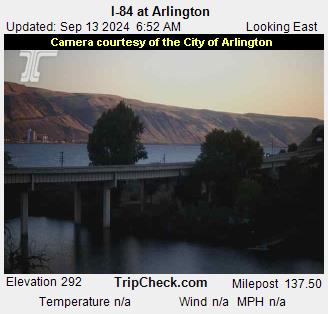 I-84 at Arlington
Updated: Sep 13 2024 6:52 AM Looking East
Camera courtesy of the City of Arlington
Elevation 292 TripCheck.com Milepost 137.50
Temperature n/a Wind n/a MPH n/a